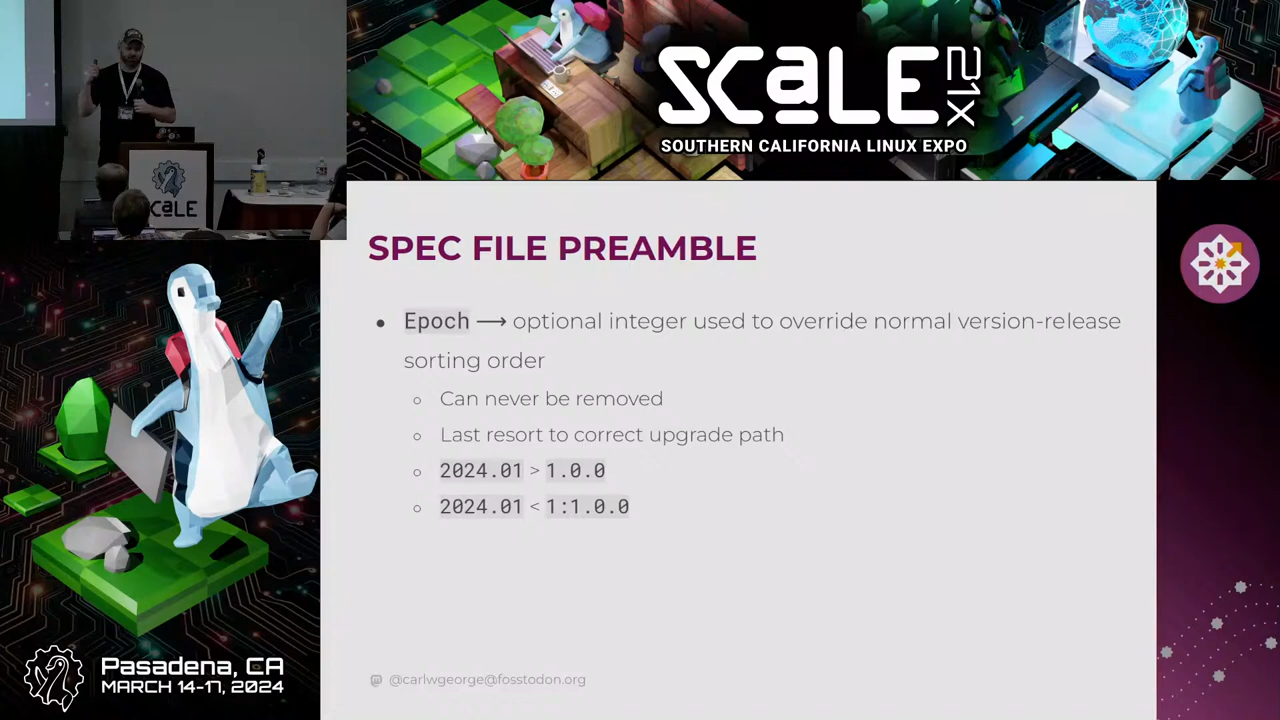 SCaLE 21X
SOUTHERN CALIFORNIA LINUX EXPO
SCaLE
SPEC FILE PREAMBLE
• Epoch ⟶ optional integer used to override normal version-release
sorting order
○ Can never be removed
○ Last resort to correct upgrade path
○ 2024.01 > 1.0.0
○ 2024.01 < 1:1.0.0
@carlwgeorge@fosstodon.org
Pasadena, CA
MARCH 14-17, 2024